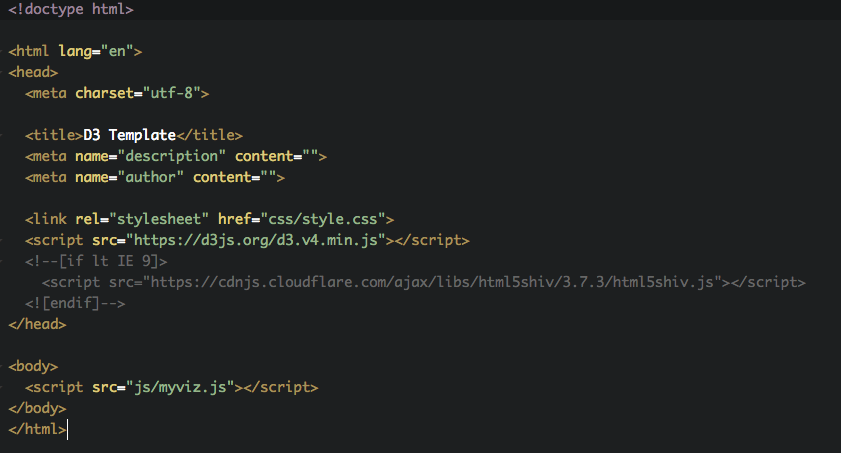 <!doctype html>
<html lang="en">
<head>
<meta charset="utf-8">
<title>D3 Template</title>
<meta name="description" content="">
<meta name="author" content="">
<link rel="stylesheet" href="css/style.css">
<script src="https://d3js.org/d3.v4.min.js"></script>
<!--[if lt IE 9]>
<script src="https://cdnjs.cloudflare.com/ajax/libs/html5shiv/3.7.3/html5shiv.js"></script>
<![endif]-->
</head>
<body>
<script src="js/myviz.js"></script>
</body>
</html>